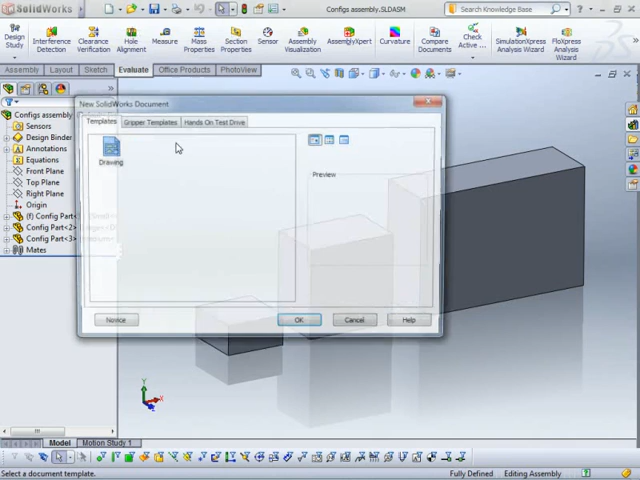 SolidWorks
Configs assembly.SLDASM
Search Knowledge Base
Design Study
Interference Detection
Clearance Verification
Hole Alignment
Measure
Mass Properties
Section Properties
Sensor
Assembly Visualization
AssemblyXpert
Curvature
Compare Documents
Check Active ...
SimulationXpress Analysis Wizard
FloXpress Analysis Wizard
Assembly
Layout
Sketch
Evaluate
Office Products
PhotoView
Configs assembly
Sensors
Design Binder
Annotations
Equations
Front Plane
Top Plane
Right Plane
Origin
(f) Config Part<1>
Config Part<2>
Config Part<3>
Mates
New SolidWorks Document
Templates
Gripper Templates
Hands On Test Drive
Drawing
Preview
Novice
OK
Cancel
Help
Y
X
Z
Model
Motion Study 1
Select a document template.
Fully Defined
Editing Assembly